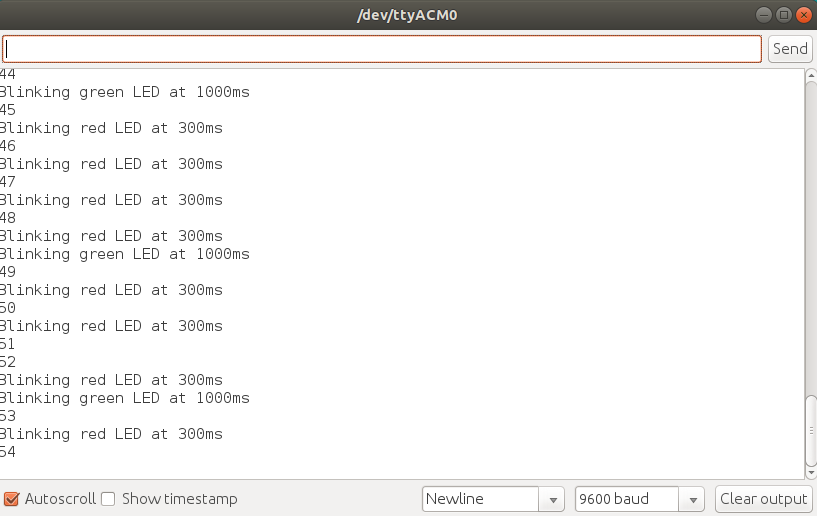 /dev/ttyACM0
Send
44
Blinking green LED at 1000ms
45
Blinking red LED at 300ms
46
Blinking red LED at 300ms
47
Blinking red LED at 300ms
48
Blinking red LED at 300ms
Blinking green LED at 1000ms
49
Blinking red LED at 300ms
50
Blinking red LED at 300ms
51
52
Blinking red LED at 300ms
Blinking green LED at 1000ms
53
Blinking red LED at 300ms
54
Autoscroll Show timestamp Newline 9600 baud Clear output